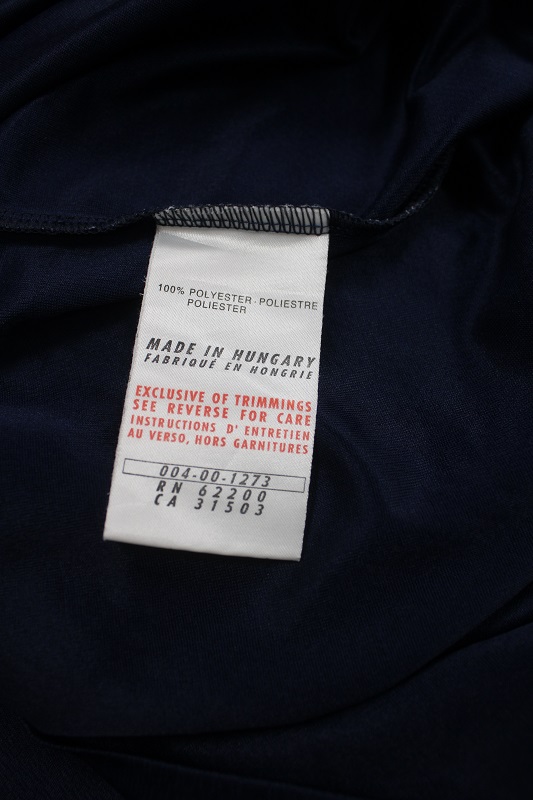 100% POLYESTER · POLIESTRE
POLIESTER
MADE IN HUNGARY
FABRIQUÉ EN HONGRIE
EXCLUSIVE OF TRIMMINGS
SEE REVERSE FOR CARE
INSTRUCTIONS D'ENTRETIEN
AU VERSO, HORS GARNITURES
004-00-1273
RN 62200
CA 31503